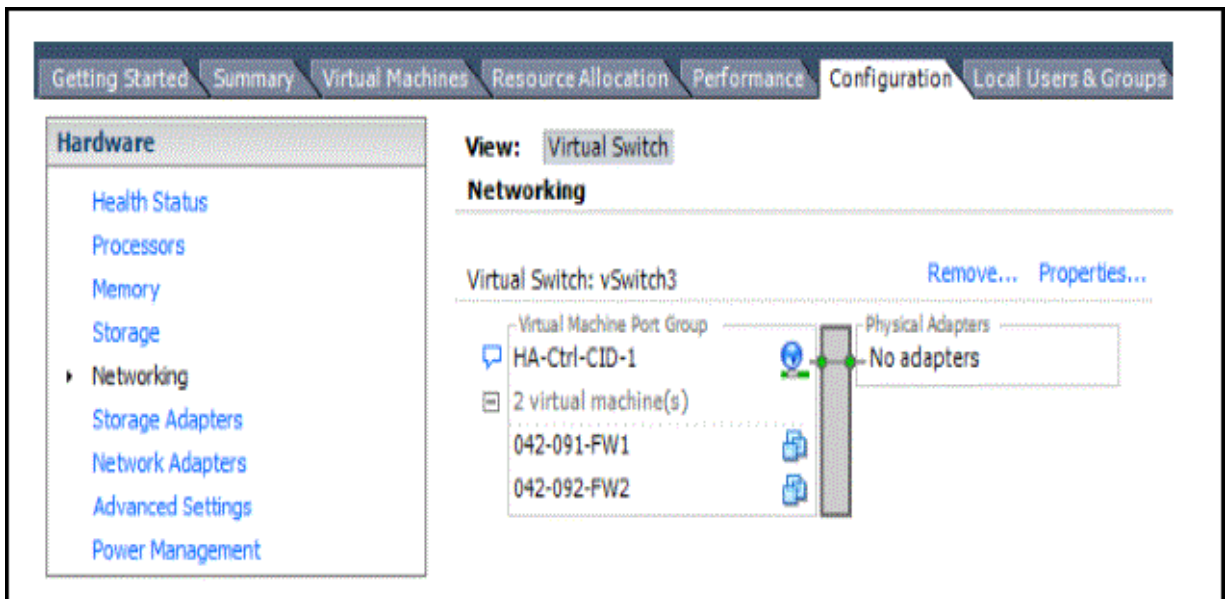 Getting Started Summary Virtual Machines Resource Allocation Performance Configuration Local Users & Groups
Hardware
Health Status
Processors
Memory
Storage
Networking
Storage Adapters
Network Adapters
Advanced Settings
Power Management
View: Virtual Switch
Networking
Virtual Switch: vSwitch3 Remove... Properties...
Virtual Machine Port Group Physical Adapters
HA-Ctrl-CID-1 No adapters
2 virtual machine(s)
042-091-FW1
042-092-FW2